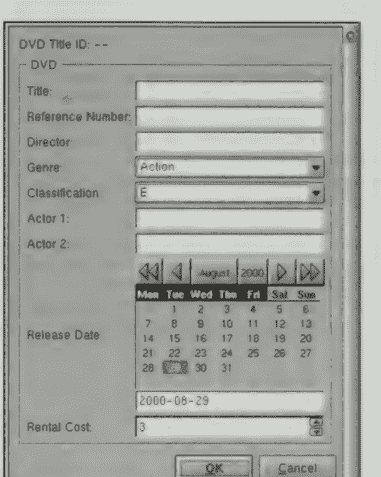 DVD Title ID: --
DVD
Title:
Reference Number:
Director
Genre Action
Classification E
Actor 1:
Actor 2:
August 2000
Mon Tue Wed Thu Fri Sat Sun
1 2 3 4 5 6
7 8 9 10 11 12 13
14 15 16 17 18 19 20
21 22 23 24 25 26 27
28 30 31
Release Date
2000-08-29
Rental Cost: 3
OK Cancel